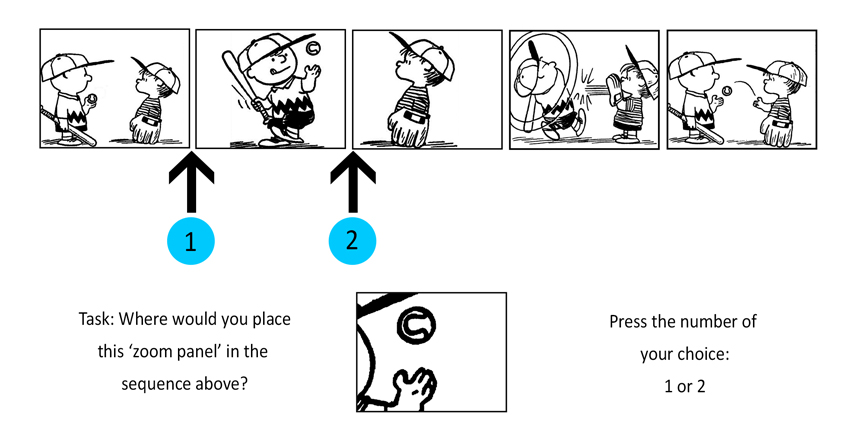 1
2
Task: Where would you place
this ‘zoom panel’ in the
sequence above?
Press the number of
your choice:
1 or 2